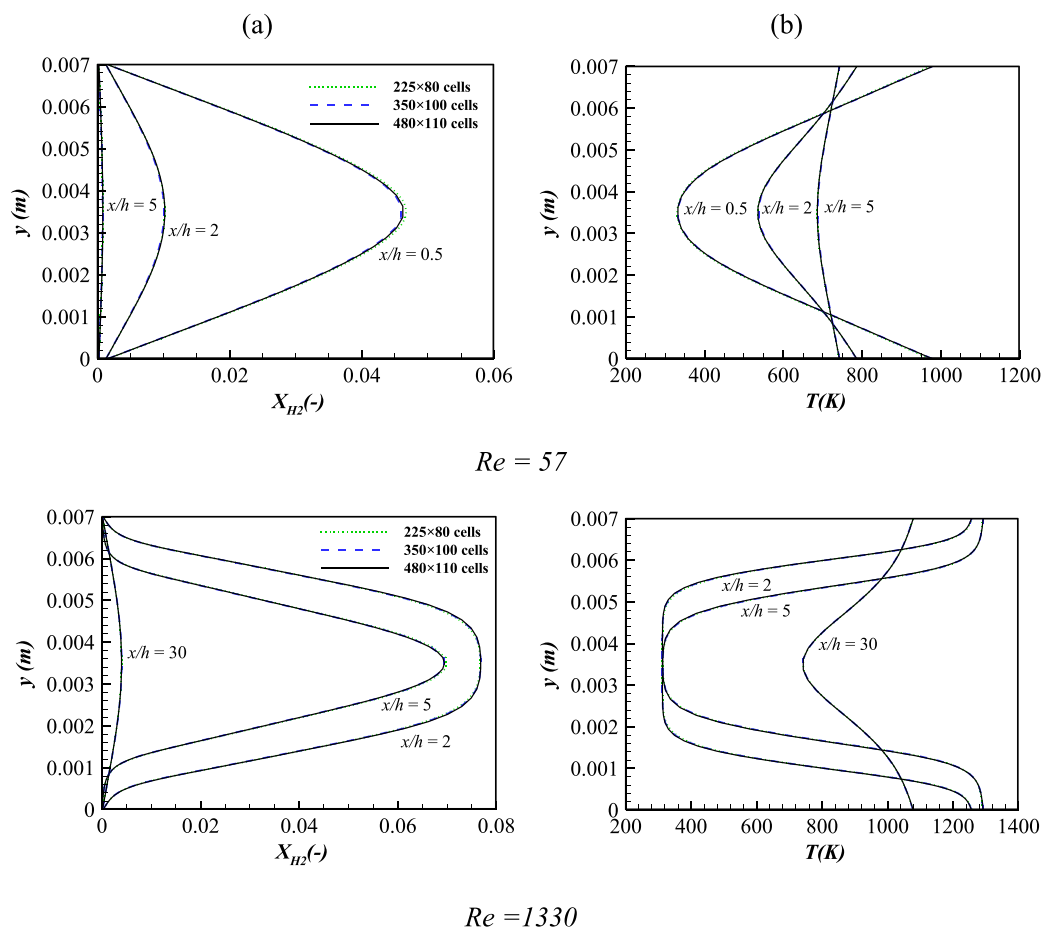 (a)
(b)
0.007
0.006
0.005
0.004
0.003
0.002
0.001
0
y (m)
225×80 cells
350×100 cells
480×110 cells
x/h = 5
x/h = 2
x/h = 0.5
0 0.02 0.04 0.06
X_H2(-)
0.007
0.006
0.005
0.004
0.003
0.002
0.001
0
y (m)
x/h = 0.5
x/h = 2
x/h = 5
200 400 600 800 1000 1200
T(K)
Re = 57
0.007
0.006
0.005
0.004
0.003
0.002
0.001
0
y (m)
225×80 cells
350×100 cells
480×110 cells
x/h = 30
x/h = 5
x/h = 2
0 0.02 0.04 0.06 0.08
X_H2(-)
0.007
0.006
0.005
0.004
0.003
0.002
0.001
0
y (m)
x/h = 2
x/h = 5
x/h = 30
200 400 600 800 1000 1200 1400
T(K)
Re =1330